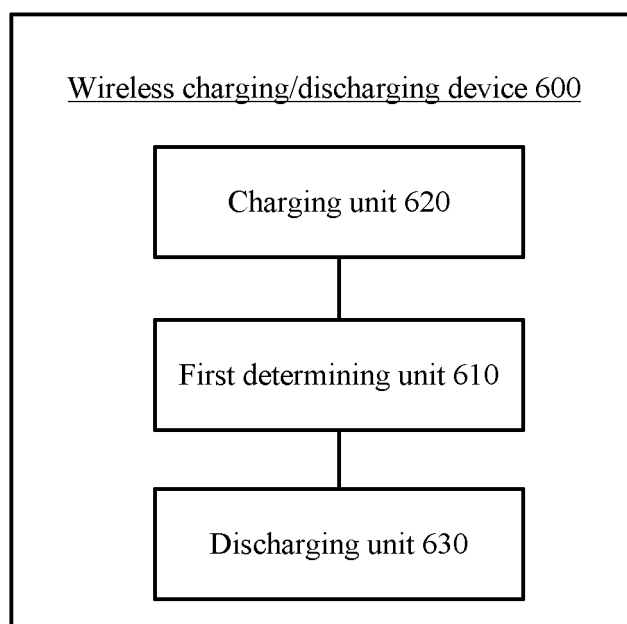 Wireless charging/discharging device 600
Charging unit 620
First determining unit 610
Discharging unit 630